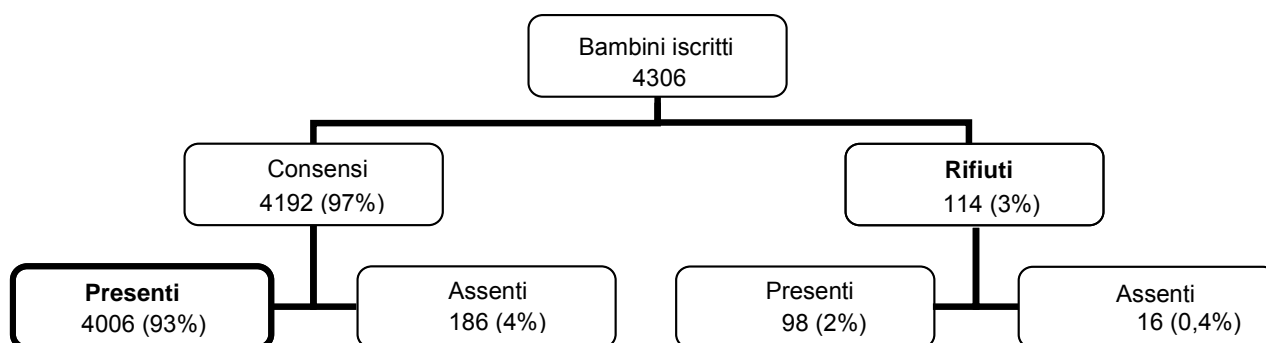 Bambini iscritti
4306
Consensi
4192 (97%)
Rifiuti
114 (3%)
Presenti
4006 (93%)
Assenti
186 (4%)
Presenti
98 (2%)
Assenti
16 (0,4%)